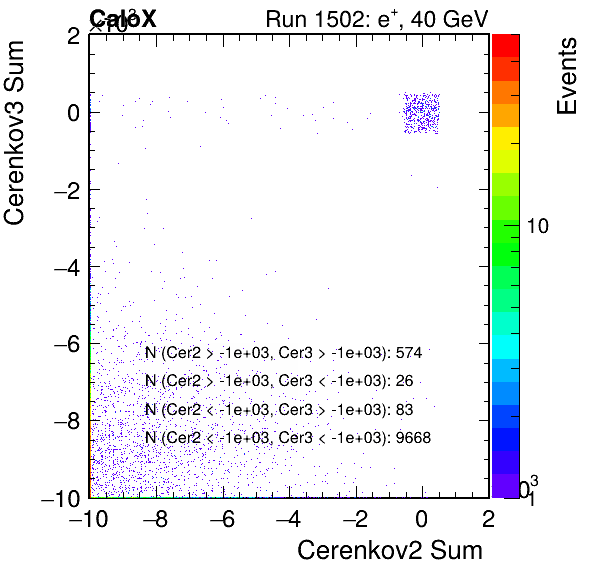 CaloX Run 1502: e+, 40 GeV
×10³
2
0
−2
−4
−6
−8
−10
Cerenkov3 Sum
N (Cer2 > -1e+03, Cer3 > -1e+03): 574
N (Cer2 > -1e+03, Cer3 < -1e+03): 26
N (Cer2 < -1e+03, Cer3 > -1e+03): 83
N (Cer2 < -1e+03, Cer3 < -1e+03): 9668
−10 −8 −6 −4 −2 0 2
Cerenkov2 Sum
Events
10
1